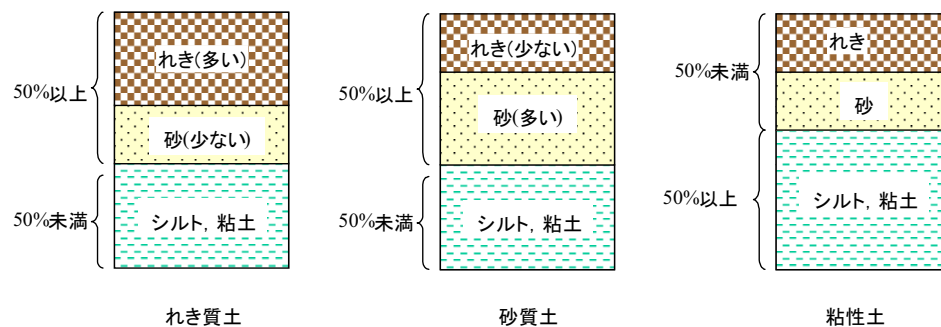 れき(多い)
50%以上
砂(少ない)
50%未満
シルト, 粘土
れき質土
れき(少ない)
50%以上
砂(多い)
50%未満
シルト, 粘土
砂質土
れき
50%未満
砂
50%以上
シルト, 粘土
粘性土